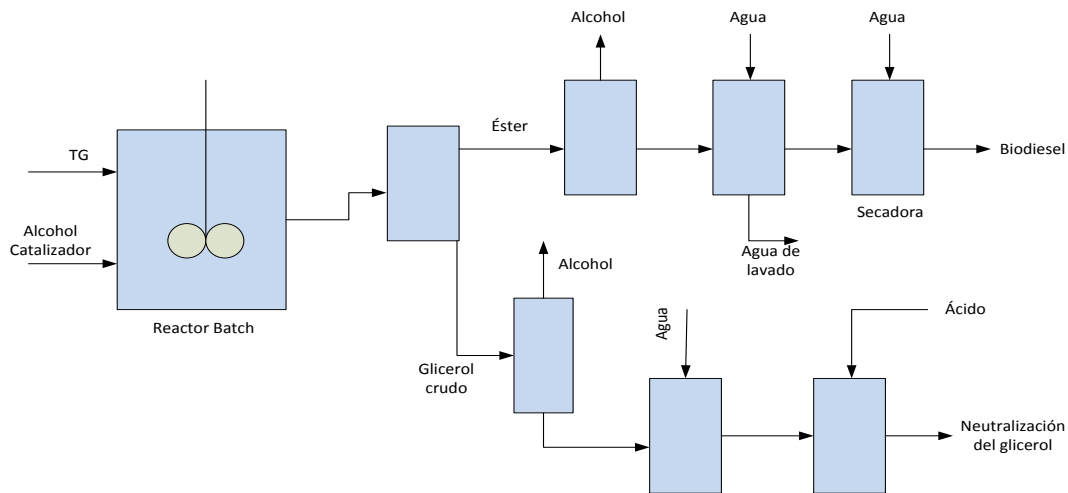 Alcohol
Agua
Agua
TG
Éster
Biodiesel
Alcohol
Catalizador
Secadora
Agua de
lavado
Alcohol
Reactor Batch
Glicerol
crudo
Agua
Ácido
Neutralización
del glicerol